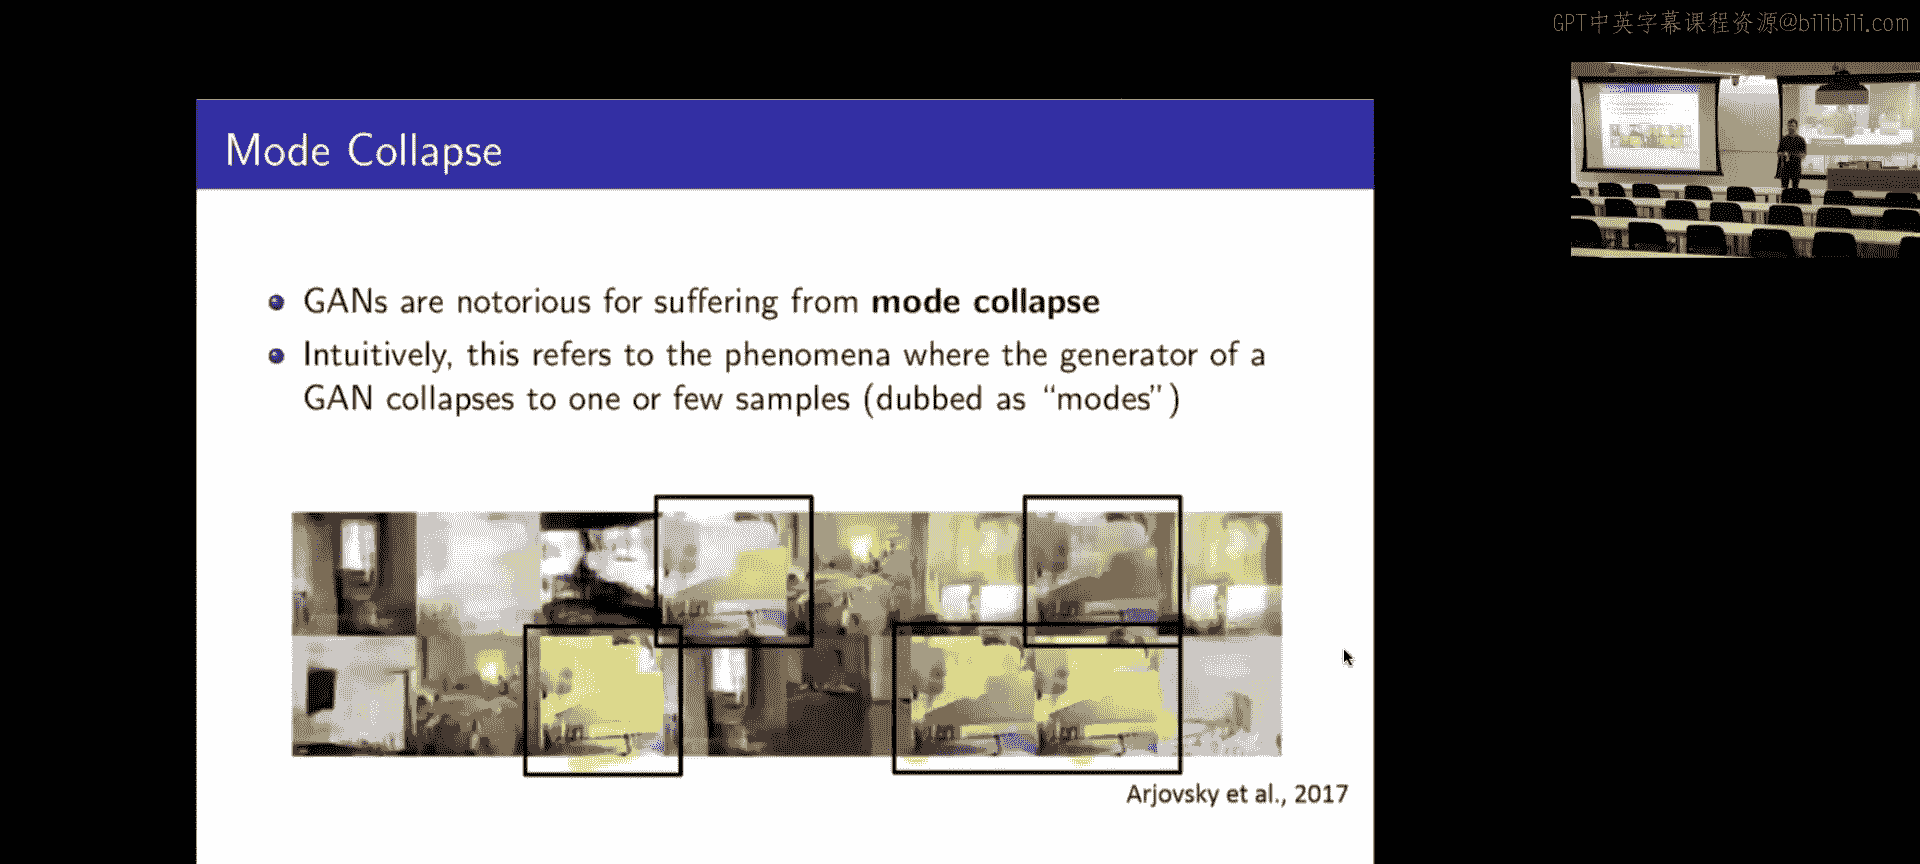 GPT中英字幕课程资源@bilibili.com
Mode Collapse
GANs are notorious for suffering from mode collapse
Intuitively, this refers to the phenomena where the generator of a
GAN collapses to one or few samples (dubbed as “modes”)
Arjovsky et al., 2017